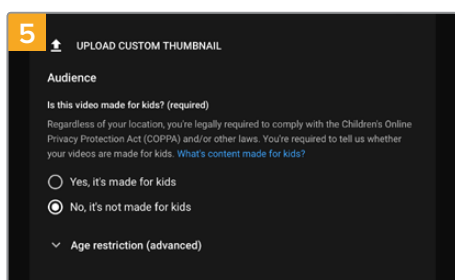 5
UPLOAD CUSTOM THUMBNAIL
Audience
Is this video made for kids? (required)
Regardless of your location, you're legally required to comply with the Children's Online
Privacy Protection Act (COPPA) and/or other laws. You're required to tell us whether
your videos are made for kids. What's content made for kids?
Yes, it's made for kids
No, it's not made for kids
Age restriction (advanced)